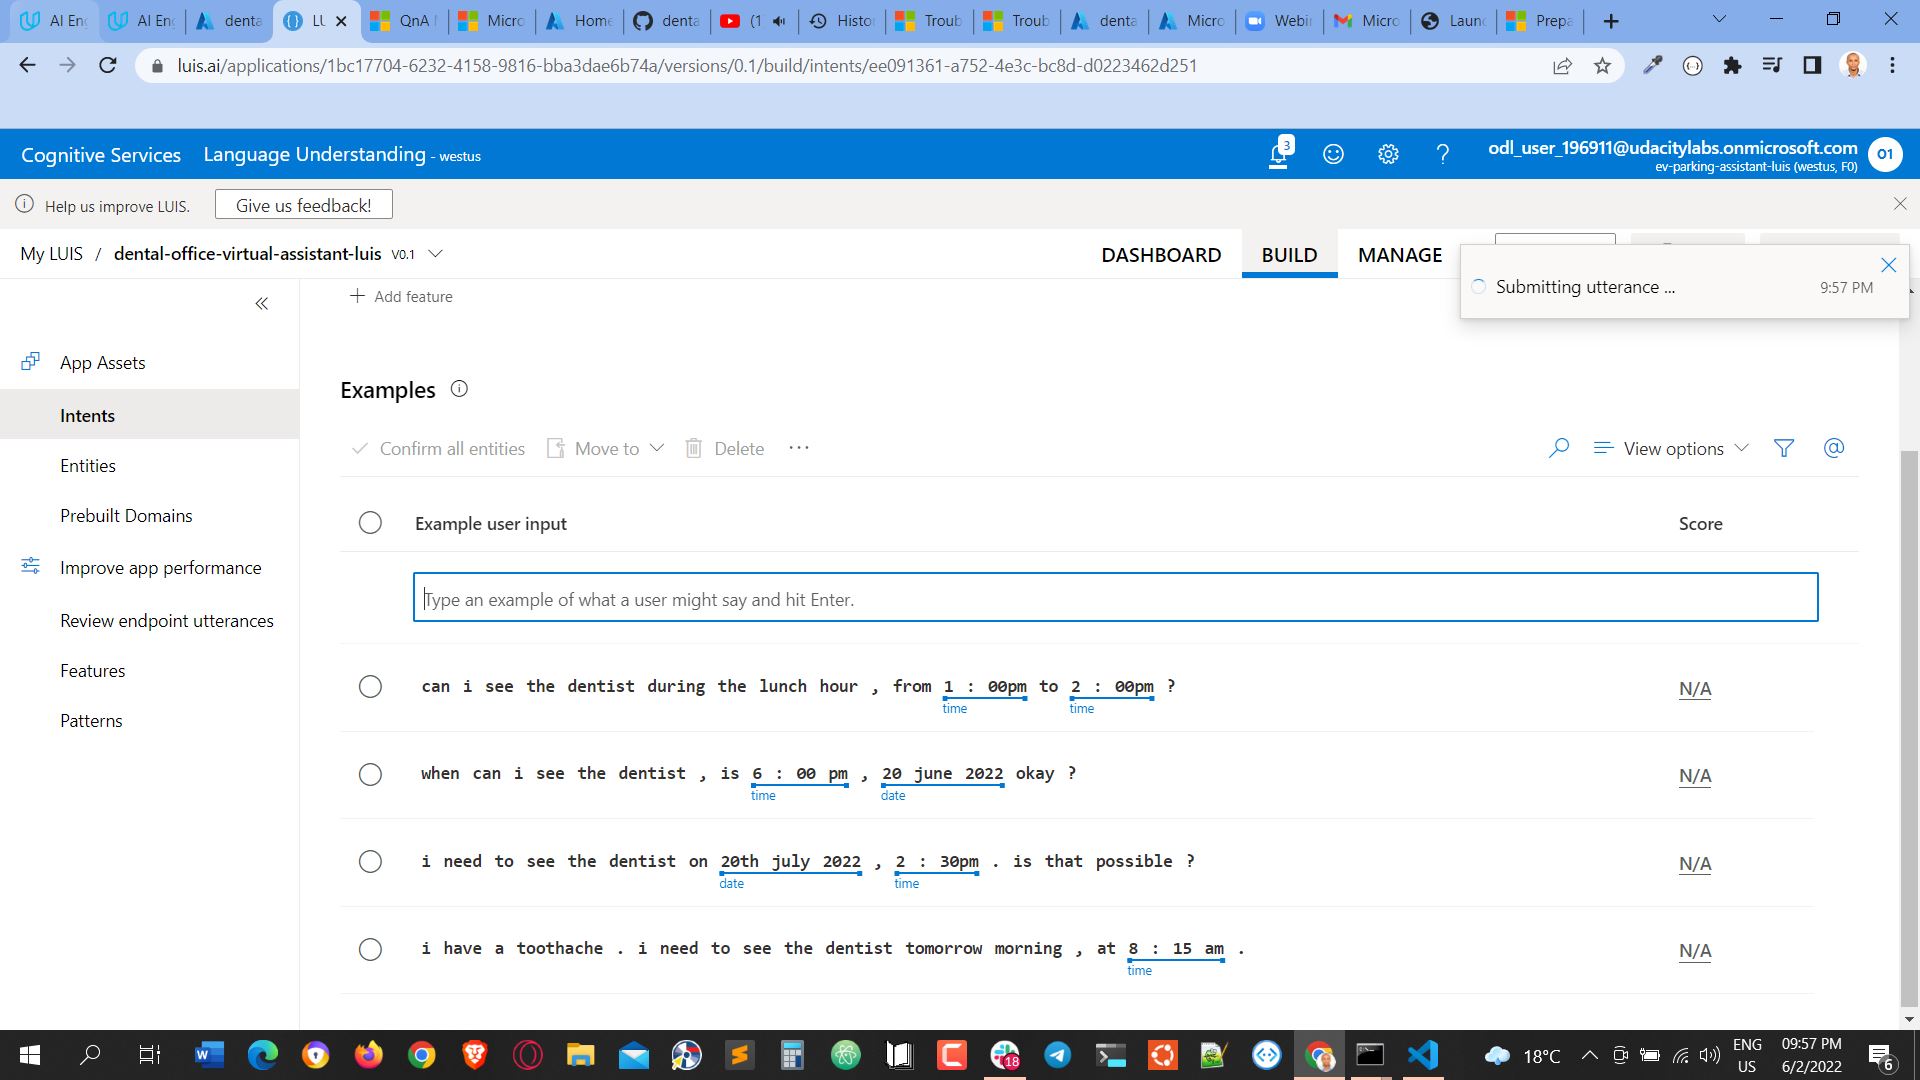 AI En
AI En
denta
LU
QnA
Micro
Home
denta
(1
Histo
Troub
Troub
denta
Micro
Webin
Micro
Laun
Prepa
luis.ai/applications/1bc17704-6232-4158-9816-bba3dae6b74a/versions/0.1/build/intents/ee091361-a752-4e3c-bc8d-d0223462d251
Cognitive Services Language Understanding - westus
3
odl_user_196911@udacitylabs.onmicrosoft.com
ev-parking-assistant-luis (westus, F0)
O1
Help us improve LUIS. Give us feedback!
My LUIS / dental-office-virtual-assistant-luis V0.1
DASHBOARD BUILD MANAGE
Submitting utterance ... 9:57 PM
Add feature
App Assets
Intents
Entities
Prebuilt Domains
Improve app performance
Review endpoint utterances
Features
Patterns
Examples
Confirm all entities Move to Delete ···
View options
Example user input Score
Type an example of what a user might say and hit Enter.
can i see the dentist during the lunch hour , from 1 : 00pm to 2 : 00pm ? N/A
time time
when can i see the dentist , is 6 : 00 pm , 20 june 2022 okay ? N/A
time date
i need to see the dentist on 20th july 2022 , 2 : 30pm . is that possible ? N/A
date time
i have a toothache . i need to see the dentist tomorrow morning , at 8 : 15 am . N/A
time
18
18°C
ENG
US
09:57 PM
6/2/2022
6